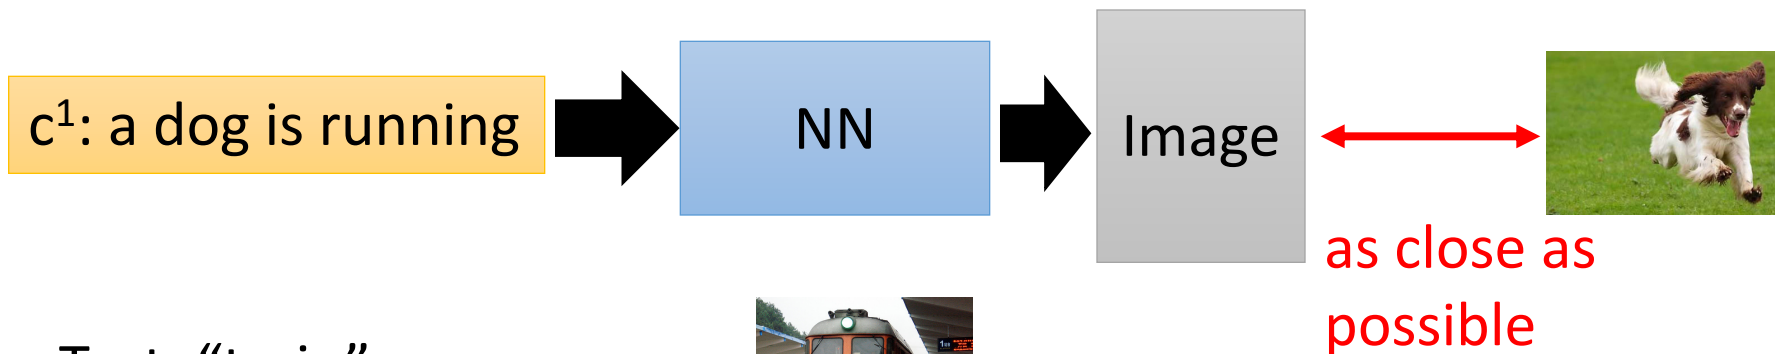 c¹: a dog is running
NN
Image
as close as
possible